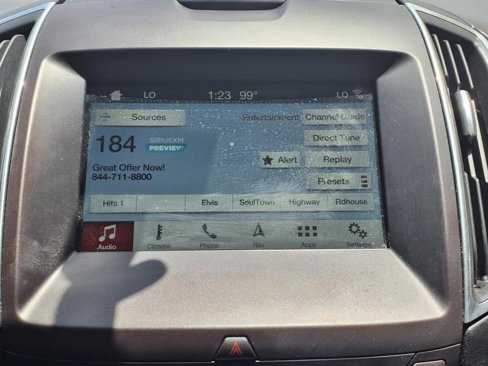 LO 1:23 99° LO
Sources Entertainment Channel Guide
184 SIRIUSXM
PREVIEW
Direct Tune
Great Offer Now!
844-711-8800
Alert Replay
Presets
Hits 1 Elvis SoulTown Highway Rdhouse
Audio Climate Phone Nav Apps Settings